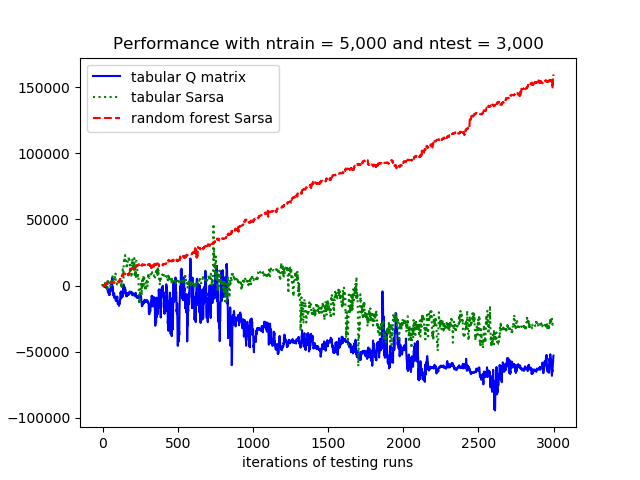 Performance with ntrain = 5,000 and ntest = 3,000
tabular Q matrix
tabular Sarsa
random forest Sarsa
150000
100000
50000
0
−50000
−100000
0 500 1000 1500 2000 2500 3000
iterations of testing runs